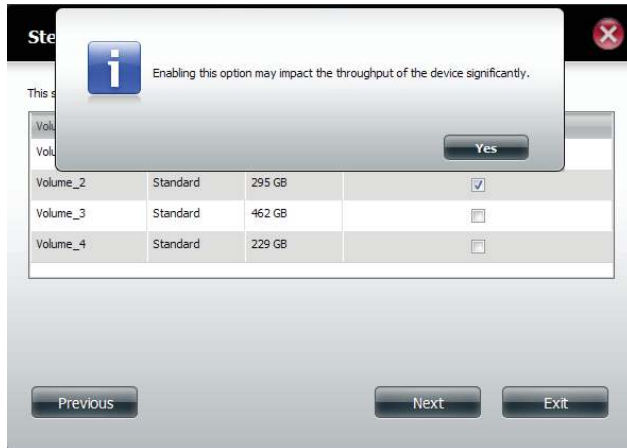 Ste
Enabling this option may impact the throughput of the device significantly.
This s
Yes
Volu
Volu
Volume_2 Standard 295 GB
Volume_3 Standard 462 GB
Volume_4 Standard 229 GB
Previous Next Exit